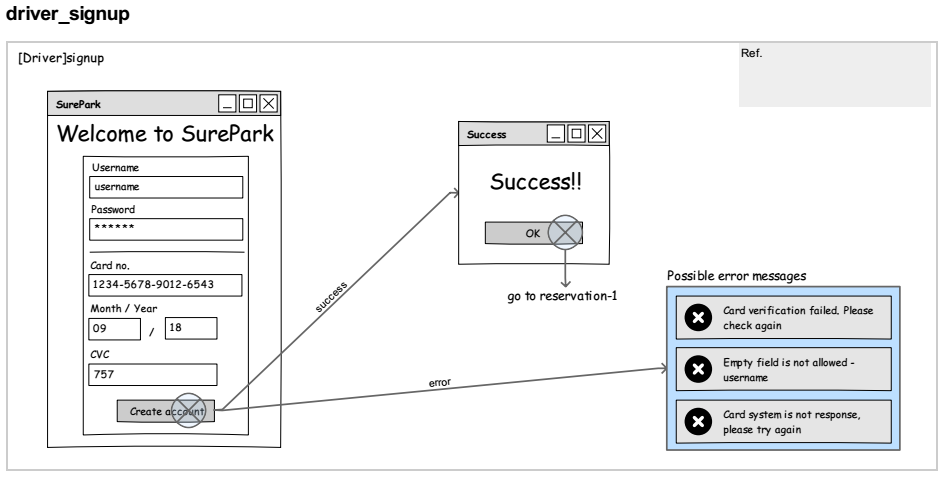 driver_signup
[Driver]signup
Ref.
SurePark
Welcome to SurePark
Username
username
Password
******
Card no.
1234-5678-9012-6543
Month / Year
09 / 18
CVC
757
Create account
success
error
Success
Success!!
OK
go to reservation-1
Possible error messages
Card verification failed. Please
check again
Empty field is not allowed -
username
Card system is not response,
please try again